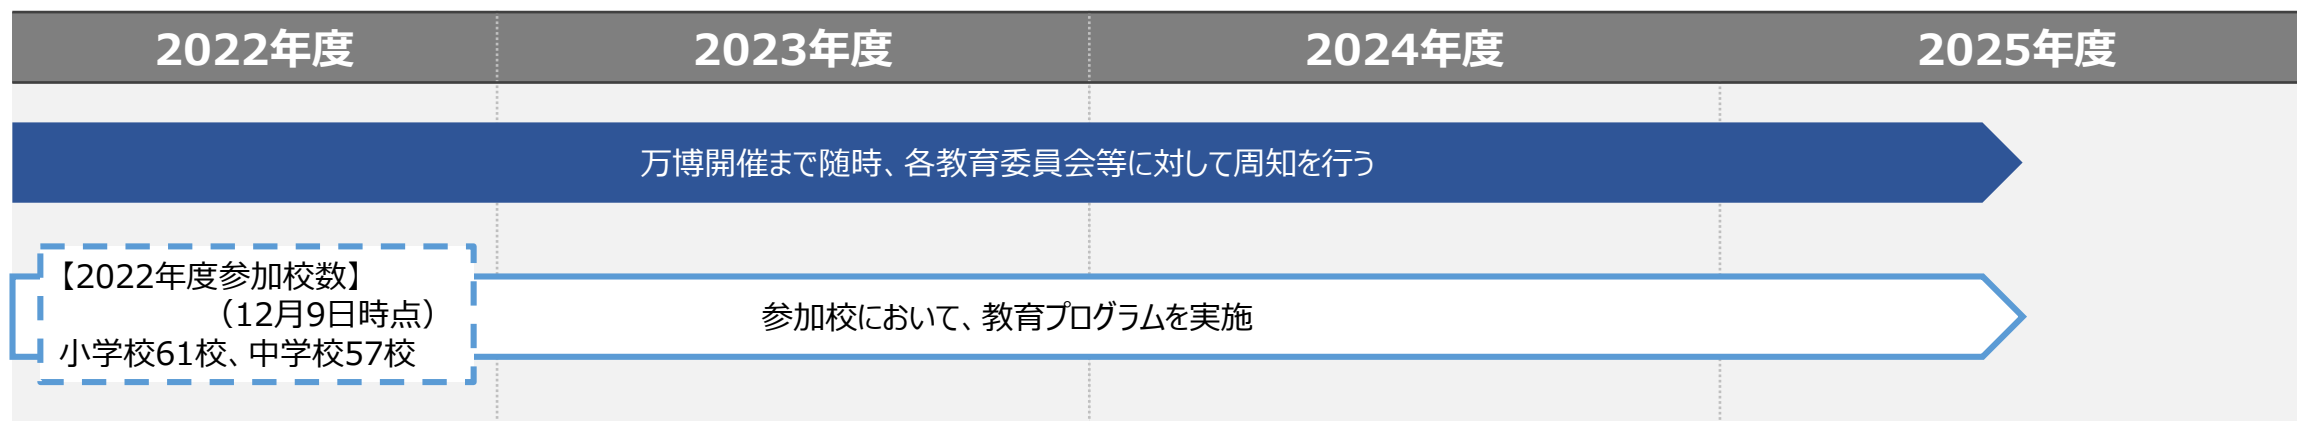 2022年度 2023年度 2024年度 2025年度
万博開催まで随時、各教育委員会等に対して周知を行う
【2022年度参加校数】
（12月9日時点）
小学校61校、中学校57校
参加校において、教育プログラムを実施